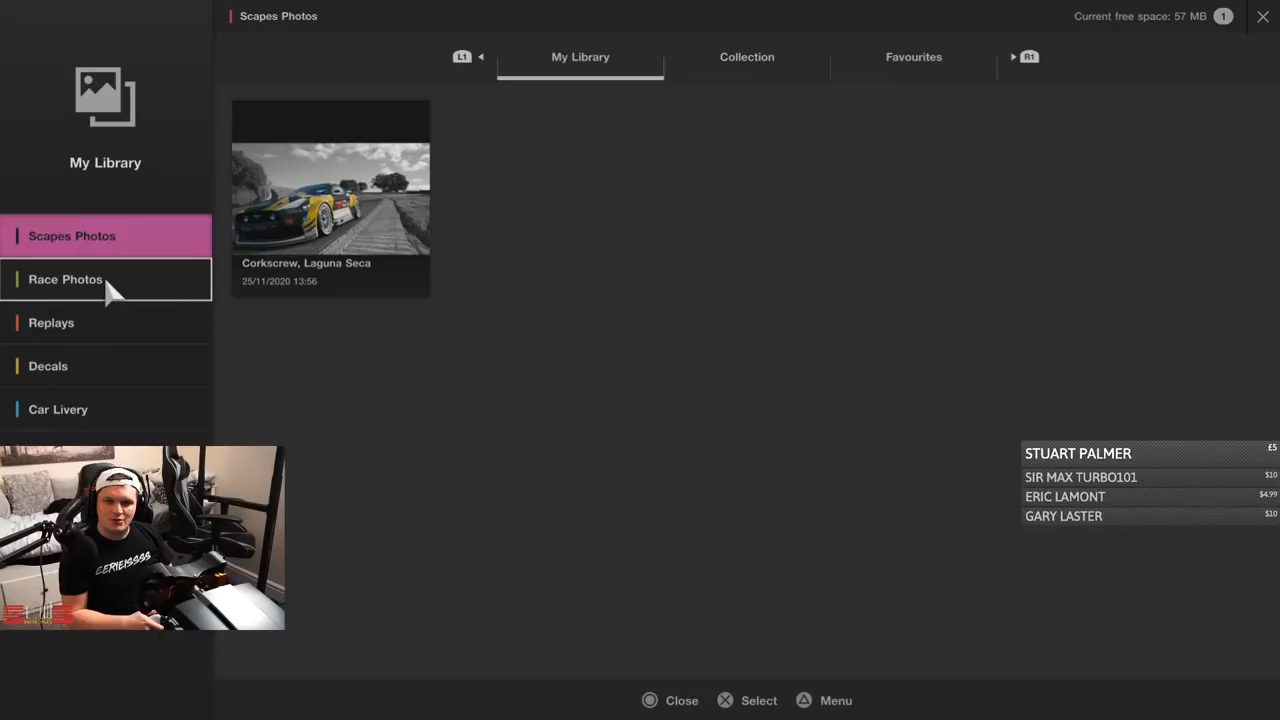 Scapes Photos
Current free space: 57 MB 1
L1 My Library Collection Favourites R1
My Library
Scapes Photos
Race Photos
Replays
Decals
Car Livery
Corkscrew, Laguna Seca
25/11/2020 13:56
STUART PALMER £5
SIR MAX TURBO101 $10
ERIC LAMONT $4.99
GARY LASTER $10
EERIEISSSS
RACING
Close Select Menu